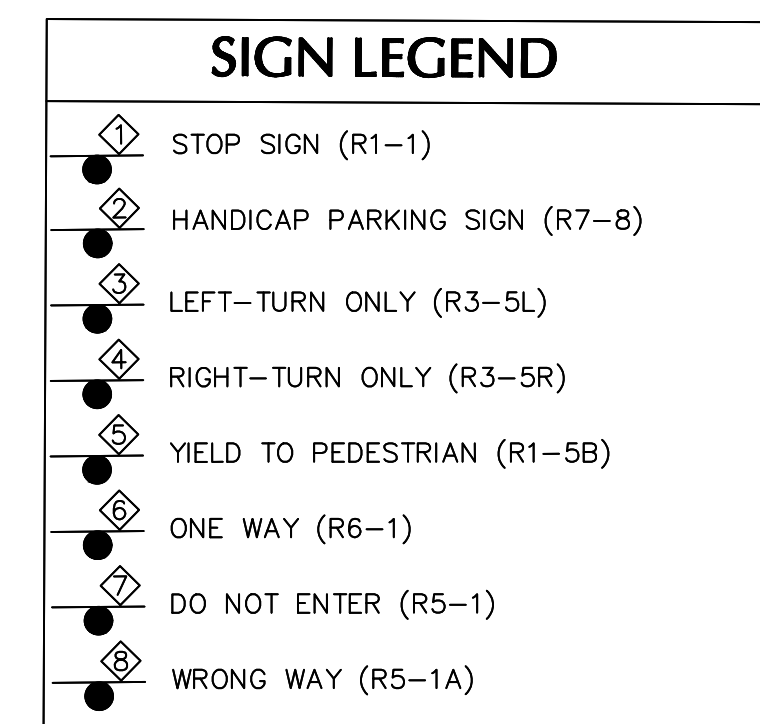 SIGN LEGEND
1 STOP SIGN (R1-1)
2 HANDICAP PARKING SIGN (R7-8)
3 LEFT-TURN ONLY (R3-5L)
4 RIGHT-TURN ONLY (R3-5R)
5 YIELD TO PEDESTRIAN (R1-5B)
6 ONE WAY (R6-1)
7 DO NOT ENTER (R5-1)
8 WRONG WAY (R5-1A)